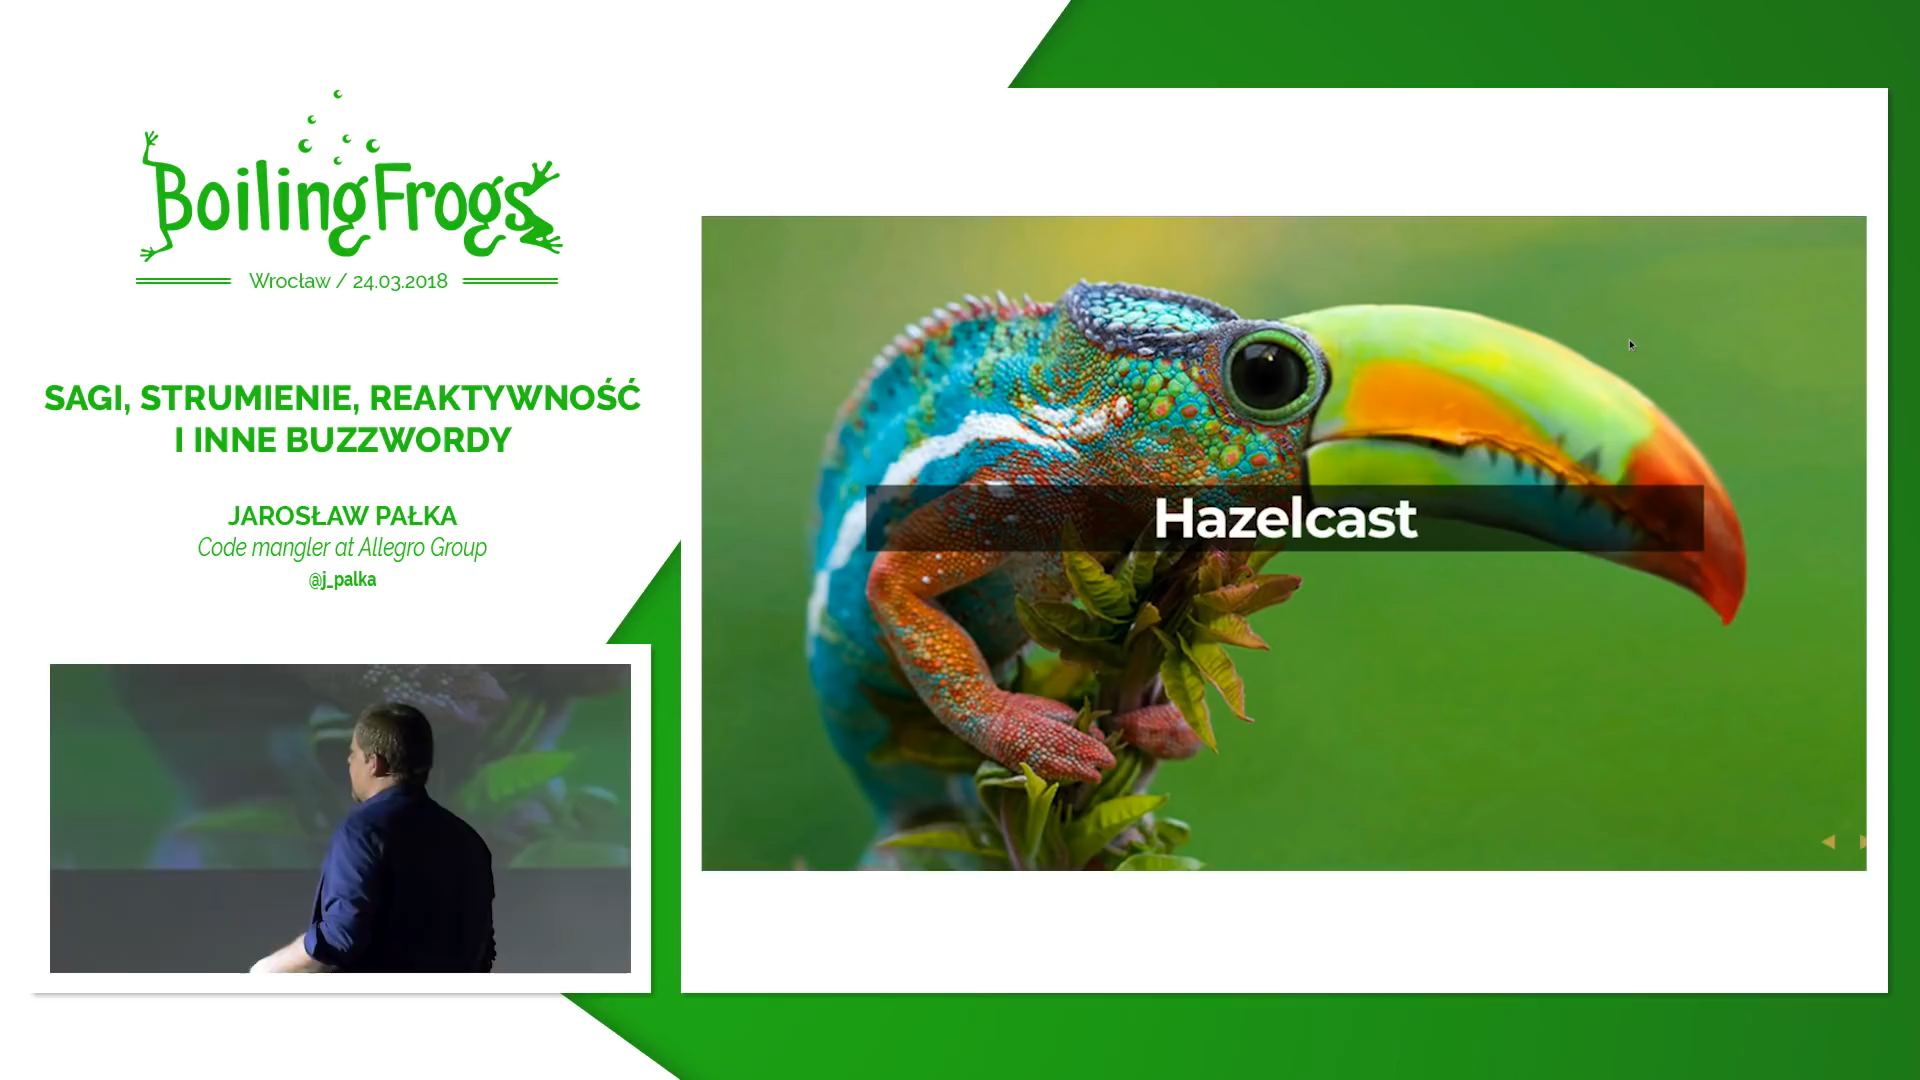 BoilingFrogs
Wrocław / 24.03.2018
SAGI, STRUMIENIE, REAKTYWNOŚĆ
I INNE BUZZWORDY
JAROSŁAW PAŁKA
Code mangler at Allegro Group
@j_palka
Hazelcast